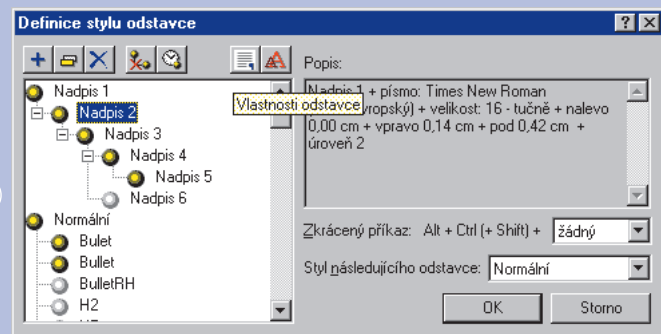 Definice stylu odstavce
Popis:
Nadpis 1
Nadpis 2
Nadpis 3
Nadpis 4
Nadpis 5
Nadpis 6
Normální
Bulet
Bullet
BulletRH
H2
Vlastnosti odstavce
Nadpis 1 + písmo: Times New Roman
vropský) + velikost: 16 - tučně + nalevo
0,00 cm + vpravo 0,14 cm + pod 0,42 cm +
úroveň 2
Zkrácený příkaz: Alt + Ctrl (+ Shift) + žádný
Styl následujícího odstavce: Normální
OK Storno